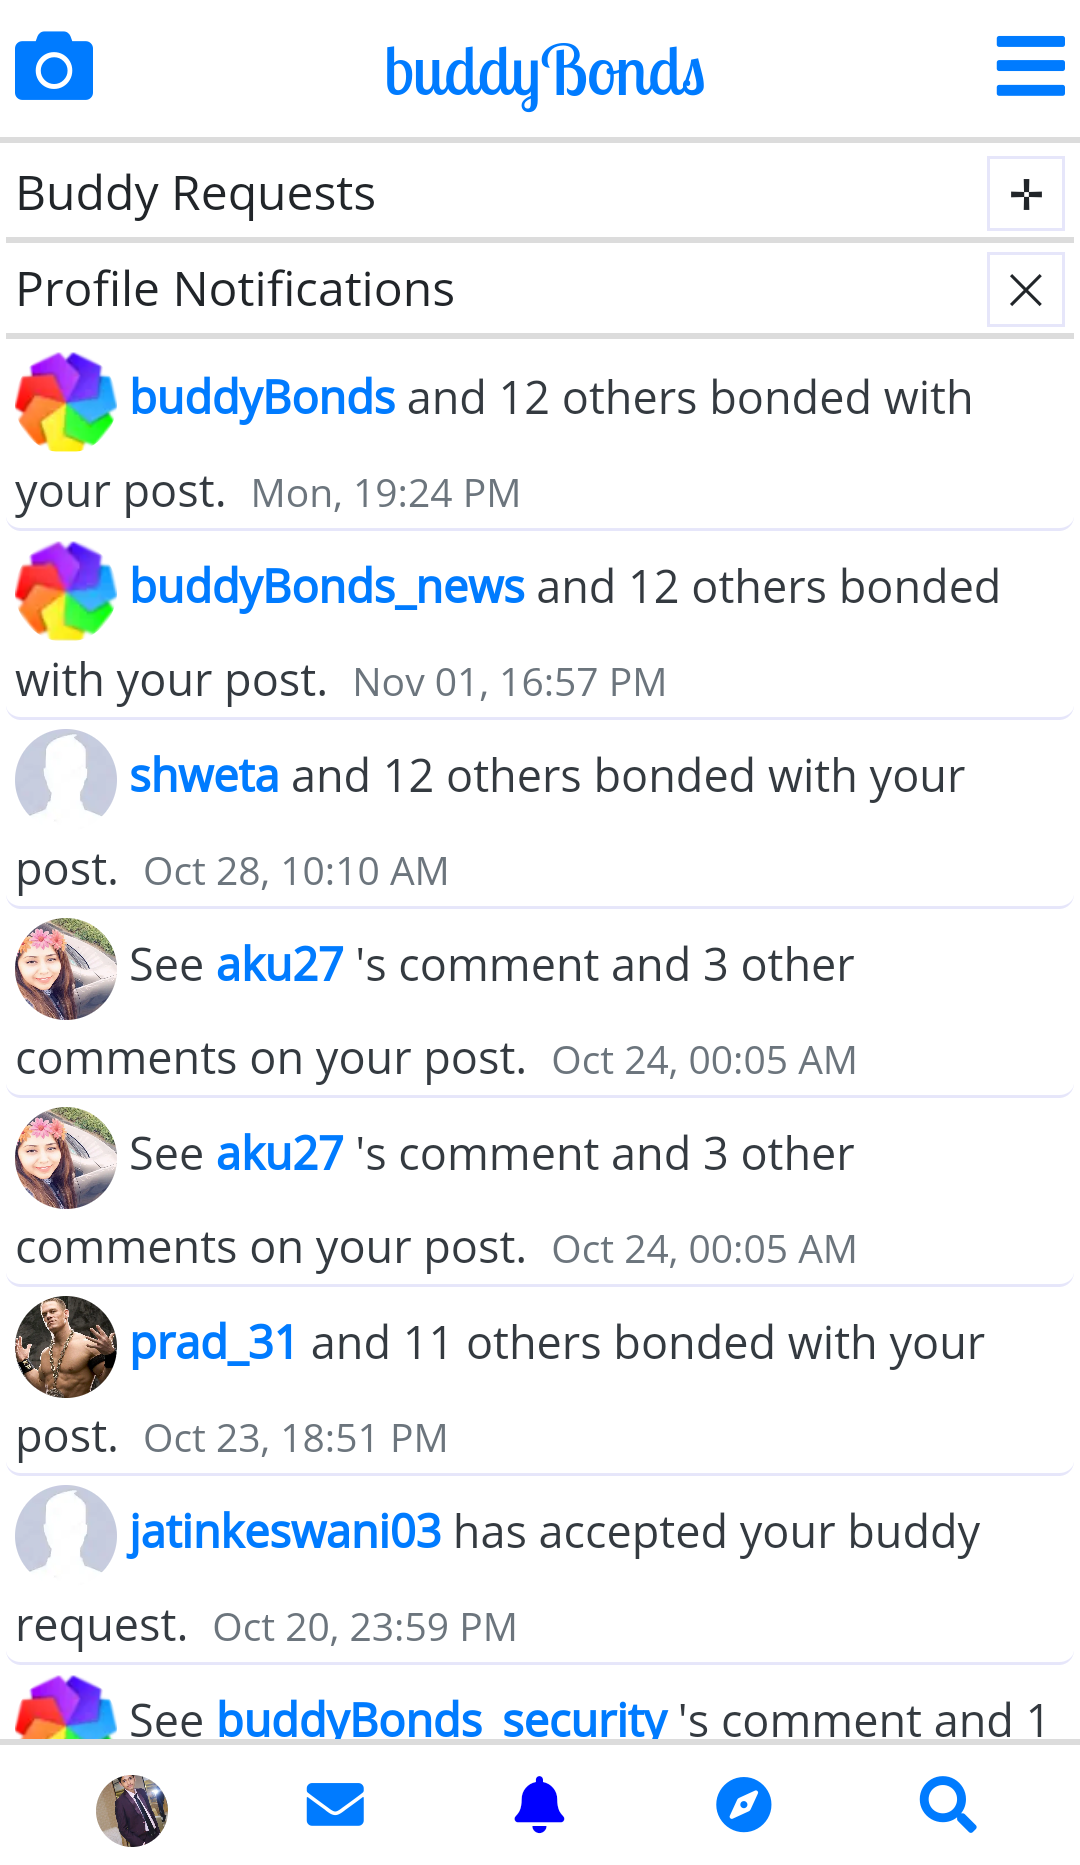 buddyBonds
Buddy Requests
Profile Notifications
buddyBonds and 12 others bonded with
your post. Mon, 19:24 PM
buddyBonds_news and 12 others bonded
with your post. Nov 01, 16:57 PM
shweta and 12 others bonded with your
post. Oct 28, 10:10 AM
See aku27 's comment and 3 other
comments on your post. Oct 24, 00:05 AM
See aku27 's comment and 3 other
comments on your post. Oct 24, 00:05 AM
prad_31 and 11 others bonded with your
post. Oct 23, 18:51 PM
jatinkeswani03 has accepted your buddy
request. Oct 20, 23:59 PM
See buddyBonds_security 's comment and 1